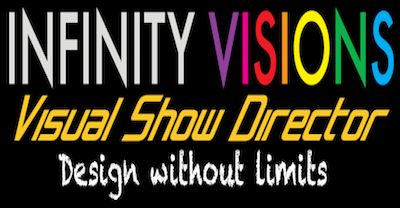 INFINITY VISIONS
Visual Show Director
Design without limits